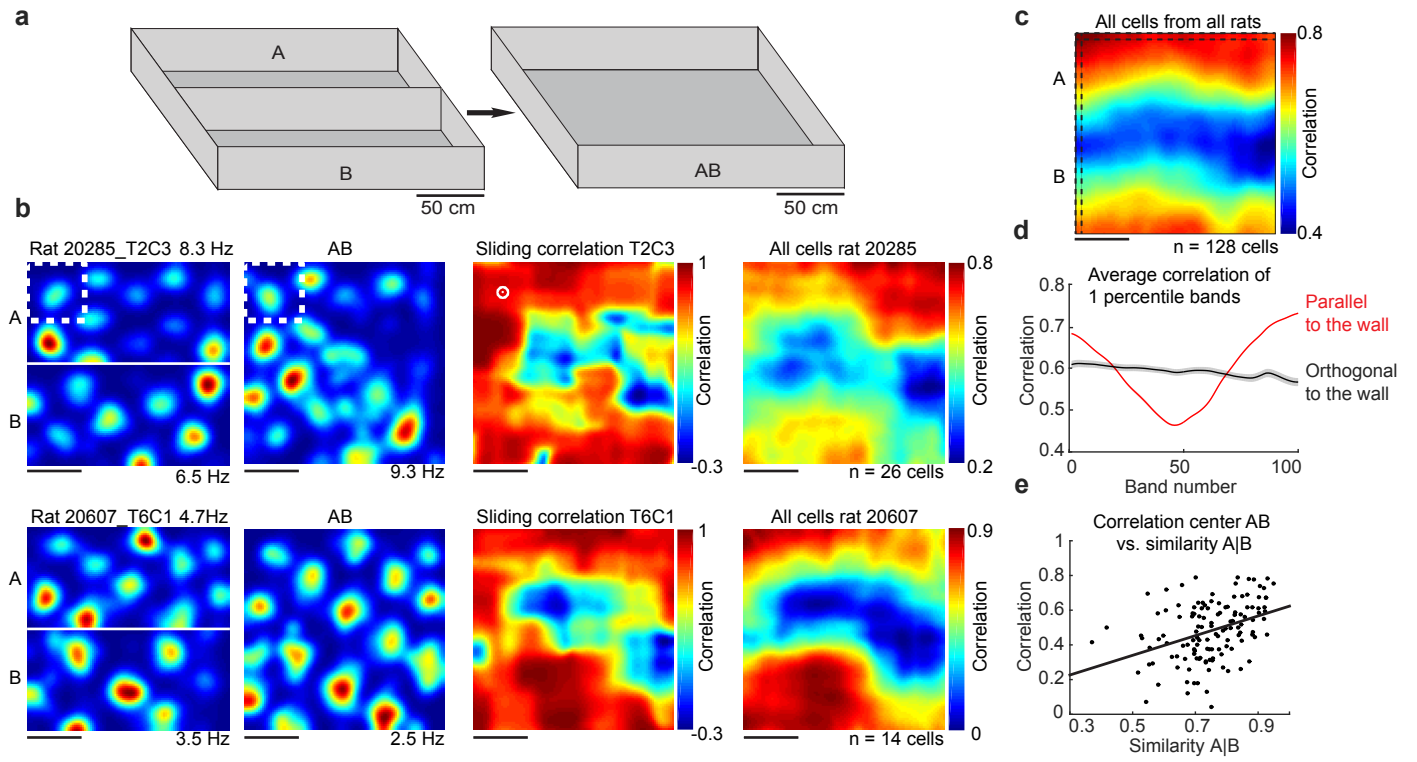 a
A
B
50 cm
AB
50 cm
b
Rat 20285_T2C3 8.3 Hz
A
B
6.5 Hz
AB
9.3 Hz
Sliding correlation T2C3
1
Correlation
-0.3
All cells rat 20285
0.8
Correlation
0.2
n = 26 cells
Rat 20607_T6C1 4.7Hz
A
B
3.5 Hz
AB
2.5 Hz
Sliding correlation T6C1
1
Correlation
-0.3
All cells rat 20607
0.9
Correlation
0
n = 14 cells
c
All cells from all rats
A
B
0.8
Correlation
0.4
n = 128 cells
d
Average correlation of
1 percentile bands
0.8
0.7
0.6
0.5
0.4
Correlation
0
50
100
Band number
Parallel
to the wall
Orthogonal
to the wall
e
Correlation center AB
vs. similarity A|B
1
0.8
0.6
0.4
0.2
0
Correlation
0.3
0.5
0.7
0.9
Similarity A|B